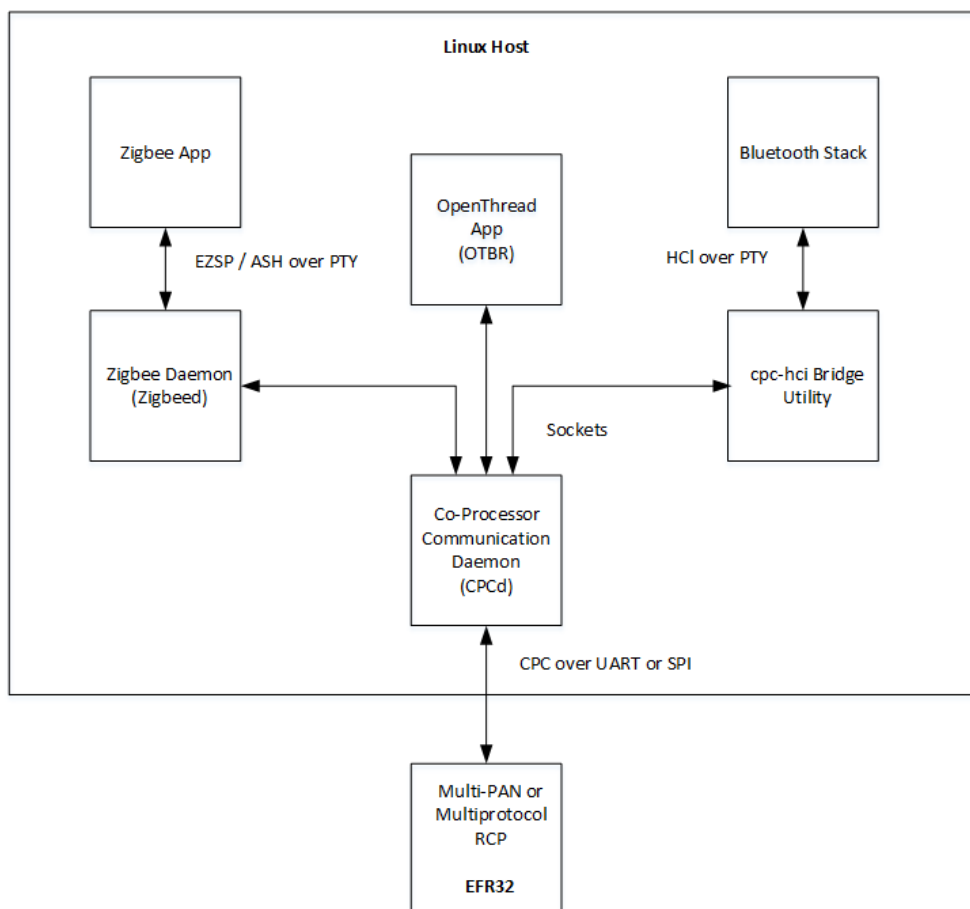 Linux Host
Zigbee App
Bluetooth Stack
OpenThread
App
(OTBR)
EZSP / ASH over PTY
HCI over PTY
Zigbee Daemon
(Zigbeed)
cpc-hci Bridge
Utility
Sockets
Co-Processor
Communication
Daemon
(CPCd)
CPC over UART or SPI
Multi-PAN or
Multiprotocol
RCP
EFR32